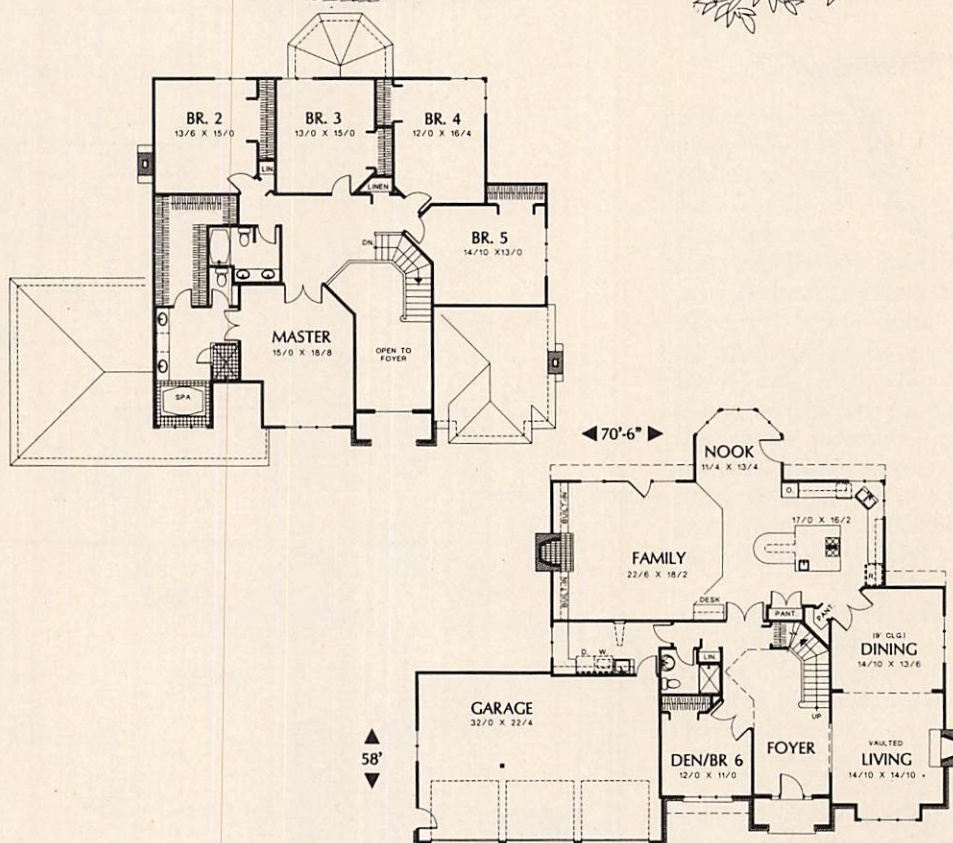 BR. 2
13/6 X 15/0
BR. 3
13/0 X 15/0
BR. 4
12/0 X 16/4
LIN.
LINEN
BR. 5
14/10 X 13/0
DN.
MASTER
15/0 X 18/8
OPEN TO
FOYER
SPA
70'-6"
NOOK
11/4 X 13/4
O.
17/0 X 16/2
FAMILY
22/6 X 18/2
R.
DESK
PANT.
PANT.
(9' CLG.)
DINING
14/10 X 13/6
D. W.
LIN.
UP
GARAGE
32/0 X 22/4
58'
DEN/BR 6
12/0 X 11/0
FOYER
VAULTED
LIVING
14/10 X 14/10